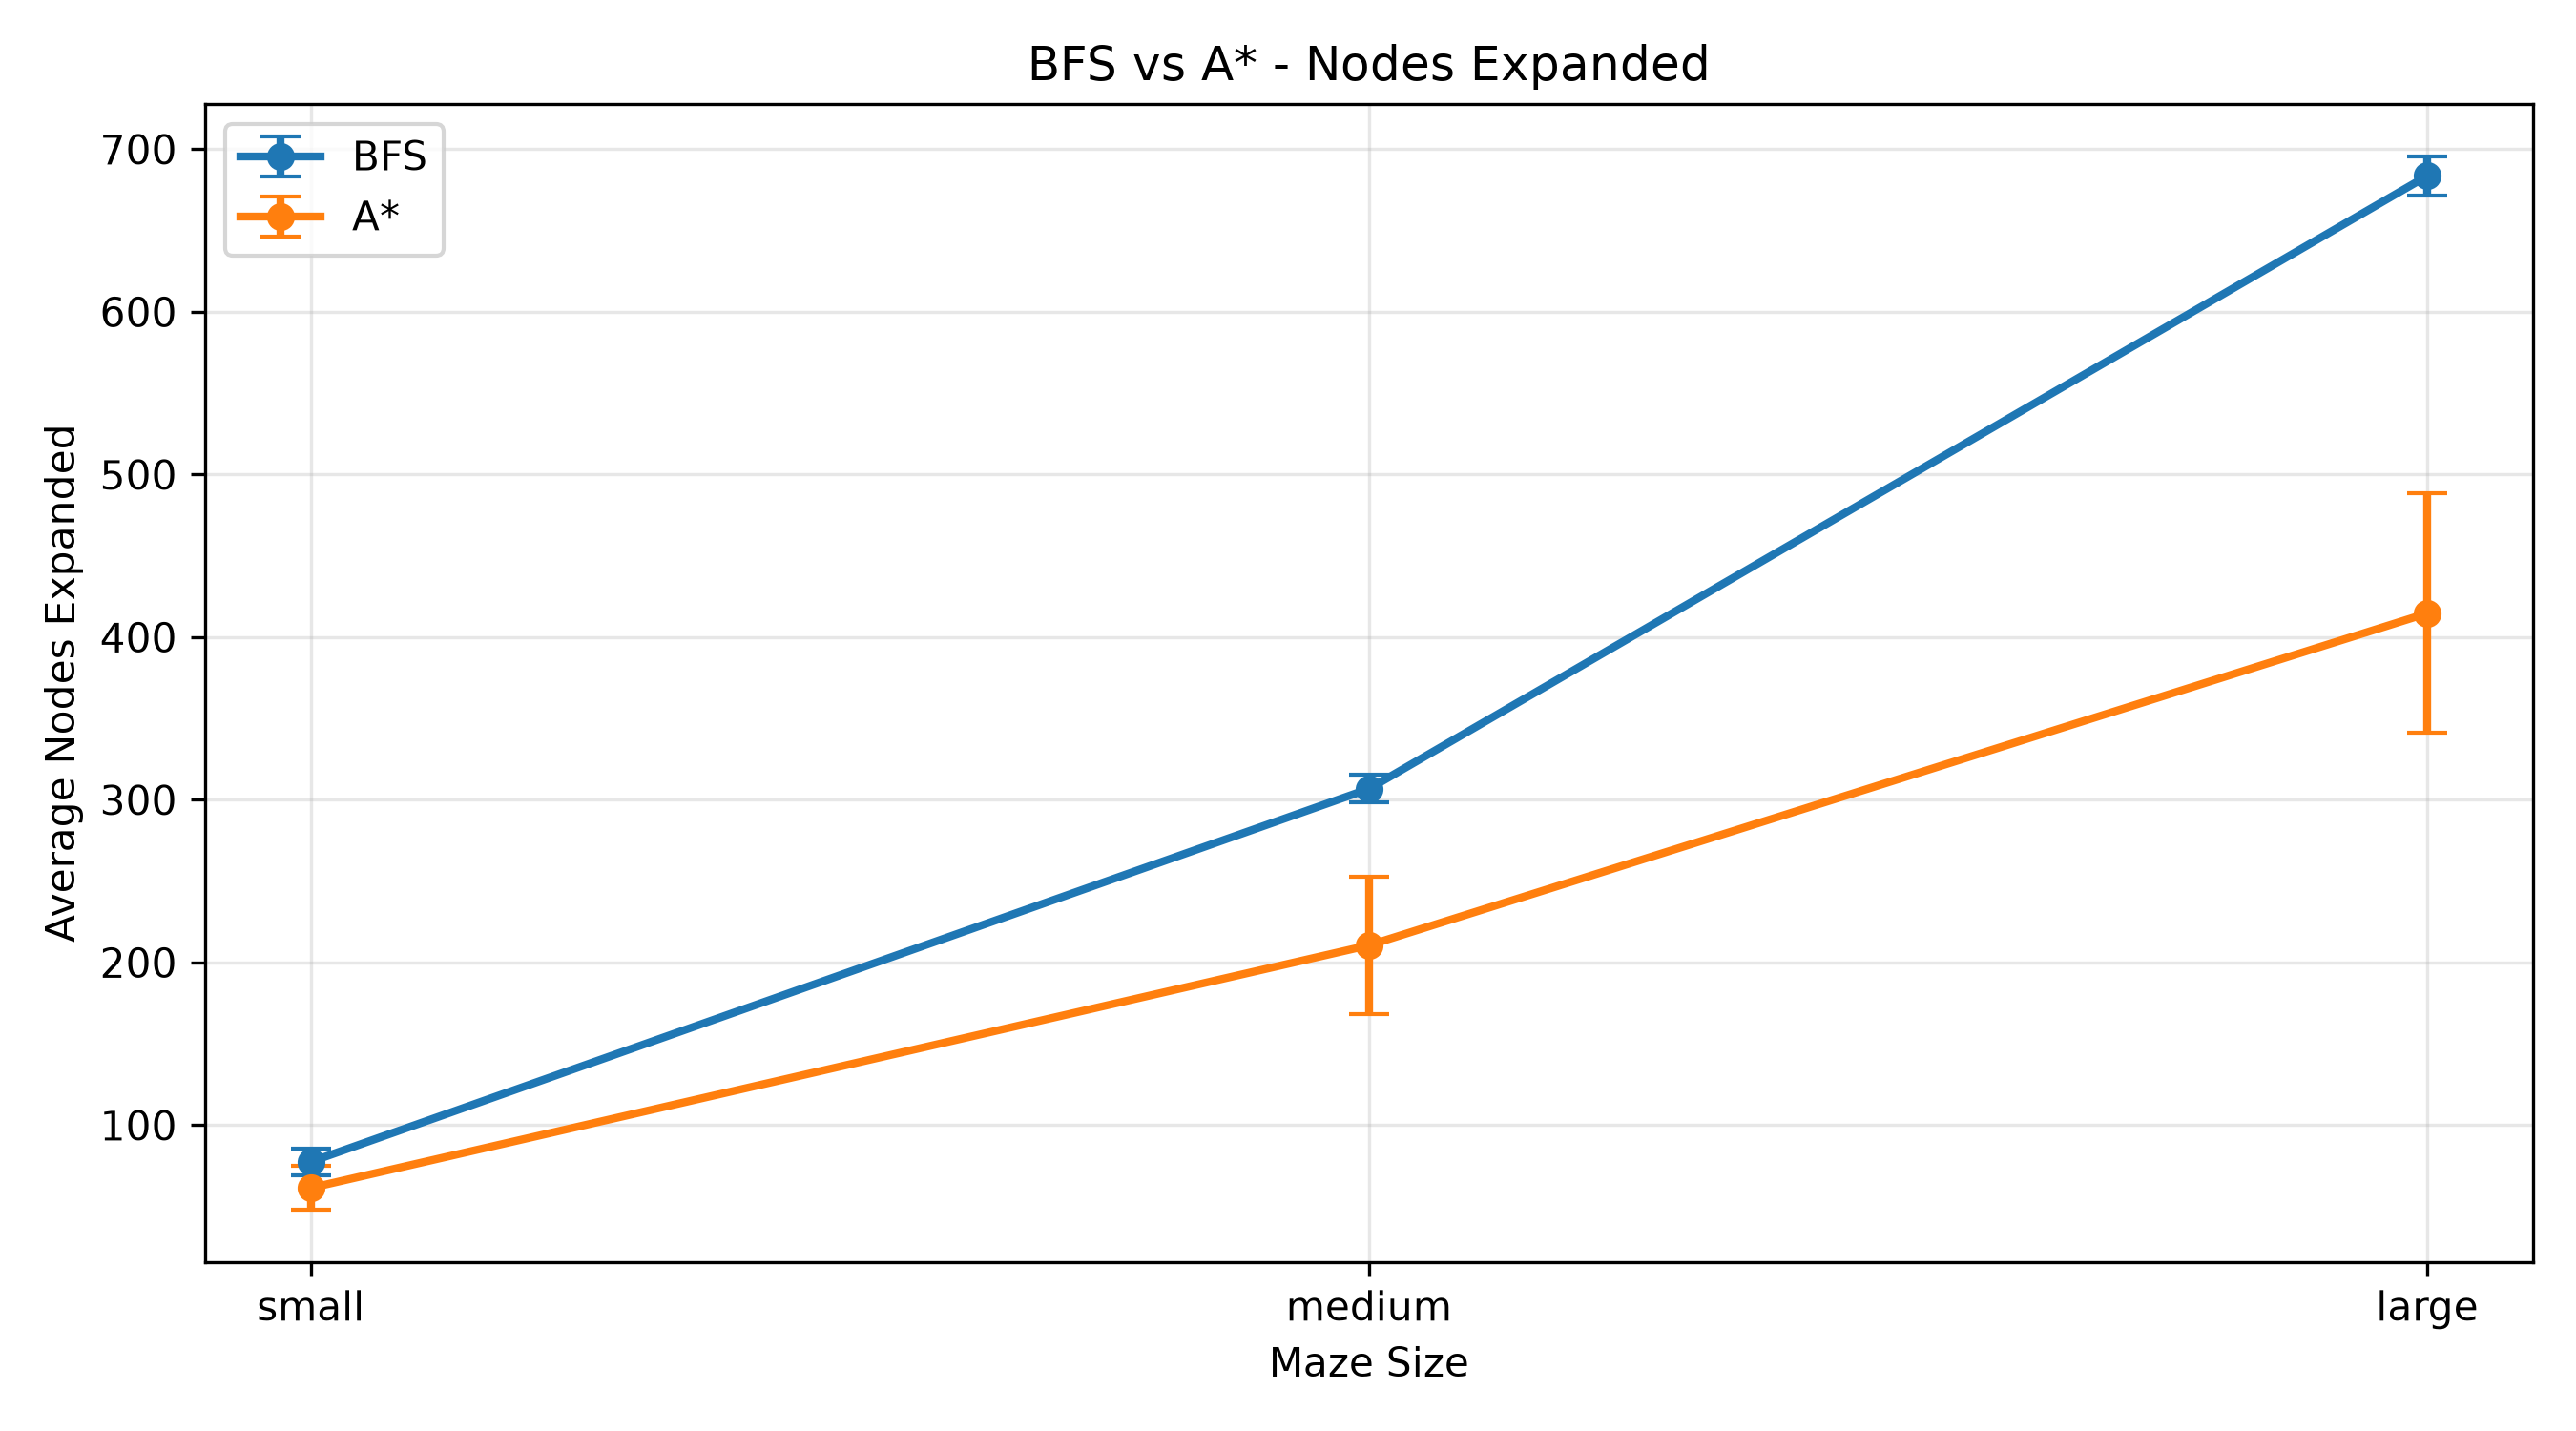 BFS vs A* - Nodes Expanded
BFS
A*
700
600
500
400
300
200
100
Average Nodes Expanded
small
medium
large
Maze Size